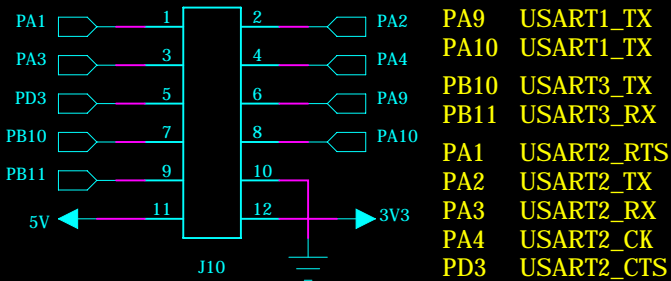 PA1 1 2 PA2
PA3 3 4 PA4
PD3 5 6 PA9
PB10 7 8 PA10
PB11 9 10
5V 11 12 3V3
J10
PA9 USART1_TX
PA10 USART1_TX
PB10 USART3_TX
PB11 USART3_RX
PA1 USART2_RTS
PA2 USART2_TX
PA3 USART2_RX
PA4 USART2_CK
PD3 USART2_CTS